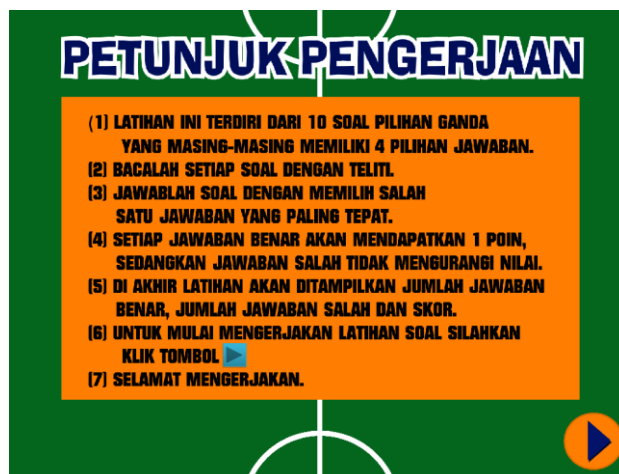 PETUNJUK PENGERJAAN
(1) LATIHAN INI TERDIRI DARI 10 SOAL PILIHAN GANDA
YANG MASING-MASING MEMILIKI 4 PILIHAN JAWABAN.
(2) BACALAH SETIAP SOAL DENGAN TELITI.
(3) JAWABLAH SOAL DENGAN MEMILIH SALAH
SATU JAWABAN YANG PALING TEPAT.
(4) SETIAP JAWABAN BENAR AKAN MENDAPATKAN 1 POIN,
SEDANGKAN JAWABAN SALAH TIDAK MENGURANGI NILAI.
(5) DI AKHIR LATIHAN AKAN DITAMPILKAN JUMLAH JAWABAN
BENAR, JUMLAH JAWABAN SALAH DAN SKOR.
(6) UNTUK MULAI MENGERJAKAN LATIHAN SOAL SILAHKAN
KLIK TOMBOL
(7) SELAMAT MENGERJAKAN.